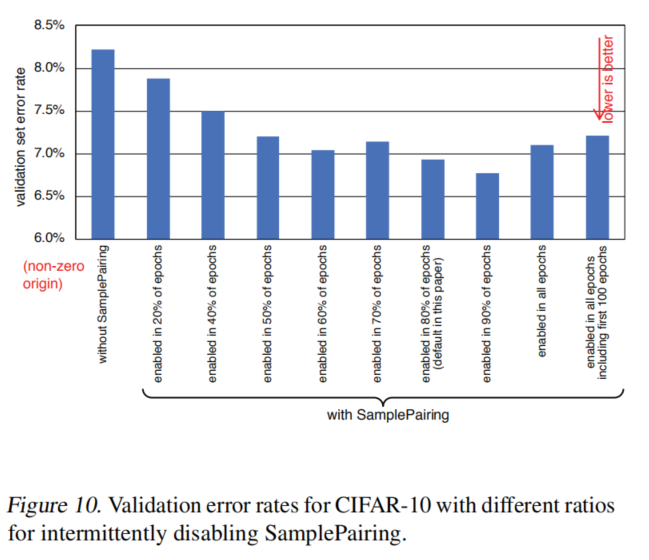 8.5%
8.0%
7.5%
7.0%
6.5%
6.0%
validation set error rate
(non-zero
origin)
lower is better
without SamplePairing
enabled in 20% of epochs
enabled in 40% of epochs
enabled in 50% of epochs
enabled in 60% of epochs
enabled in 70% of epochs
enabled in 80% of epochs
(default in this paper)
enabled in 90% of epochs
enabled in all epochs
enabled in all epochs
including first 100 epochs
with SamplePairing
Figure 10. Validation error rates for CIFAR-10 with different ratios
for intermittently disabling SamplePairing.